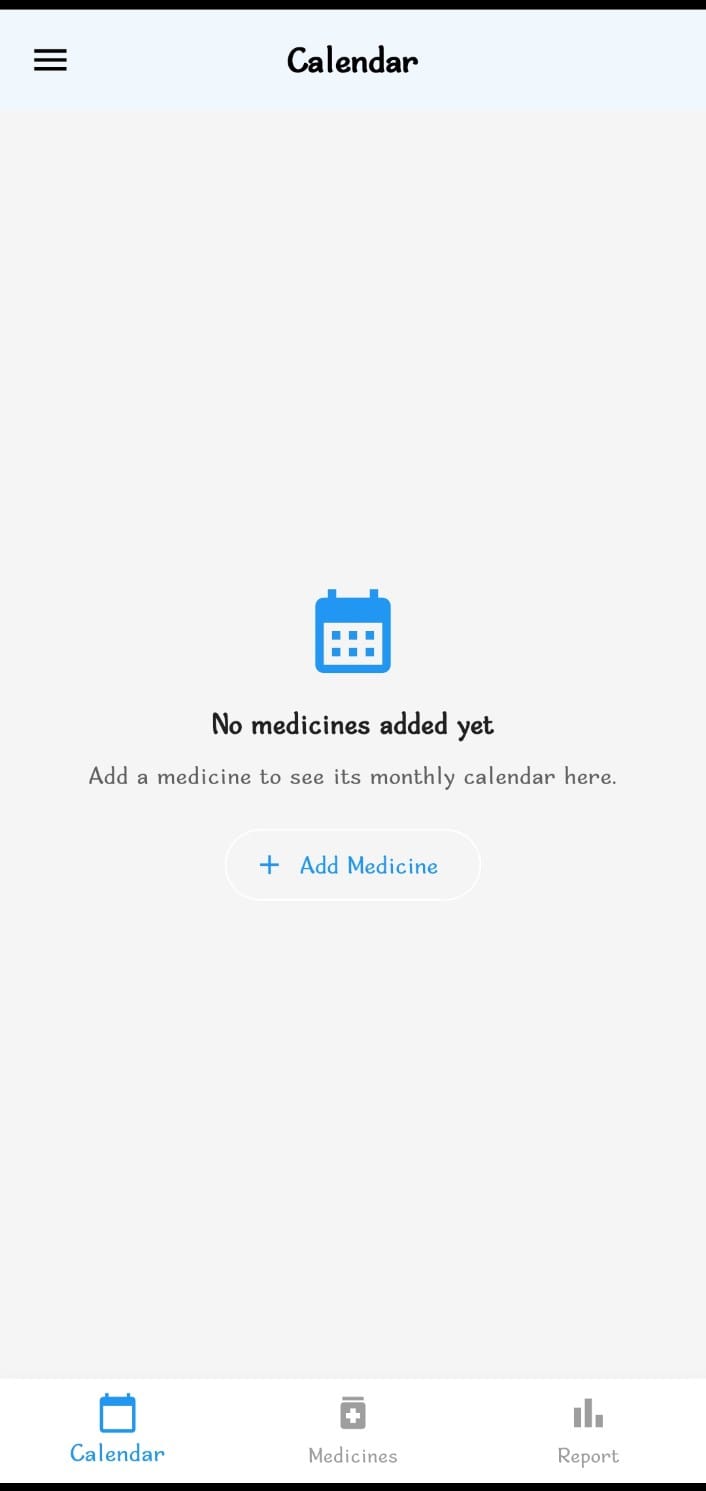 Calendar
No medicines added yet
Add a medicine to see its monthly calendar here.
+ Add Medicine
Calendar
Medicines
Report